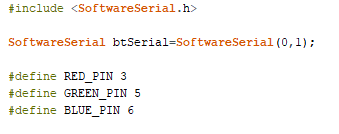 #include <SoftwareSerial.h>
SoftwareSerial btSerial=SoftwareSerial(0,1);
#define RED_PIN 3
#define GREEN_PIN 5
#define BLUE_PIN 6